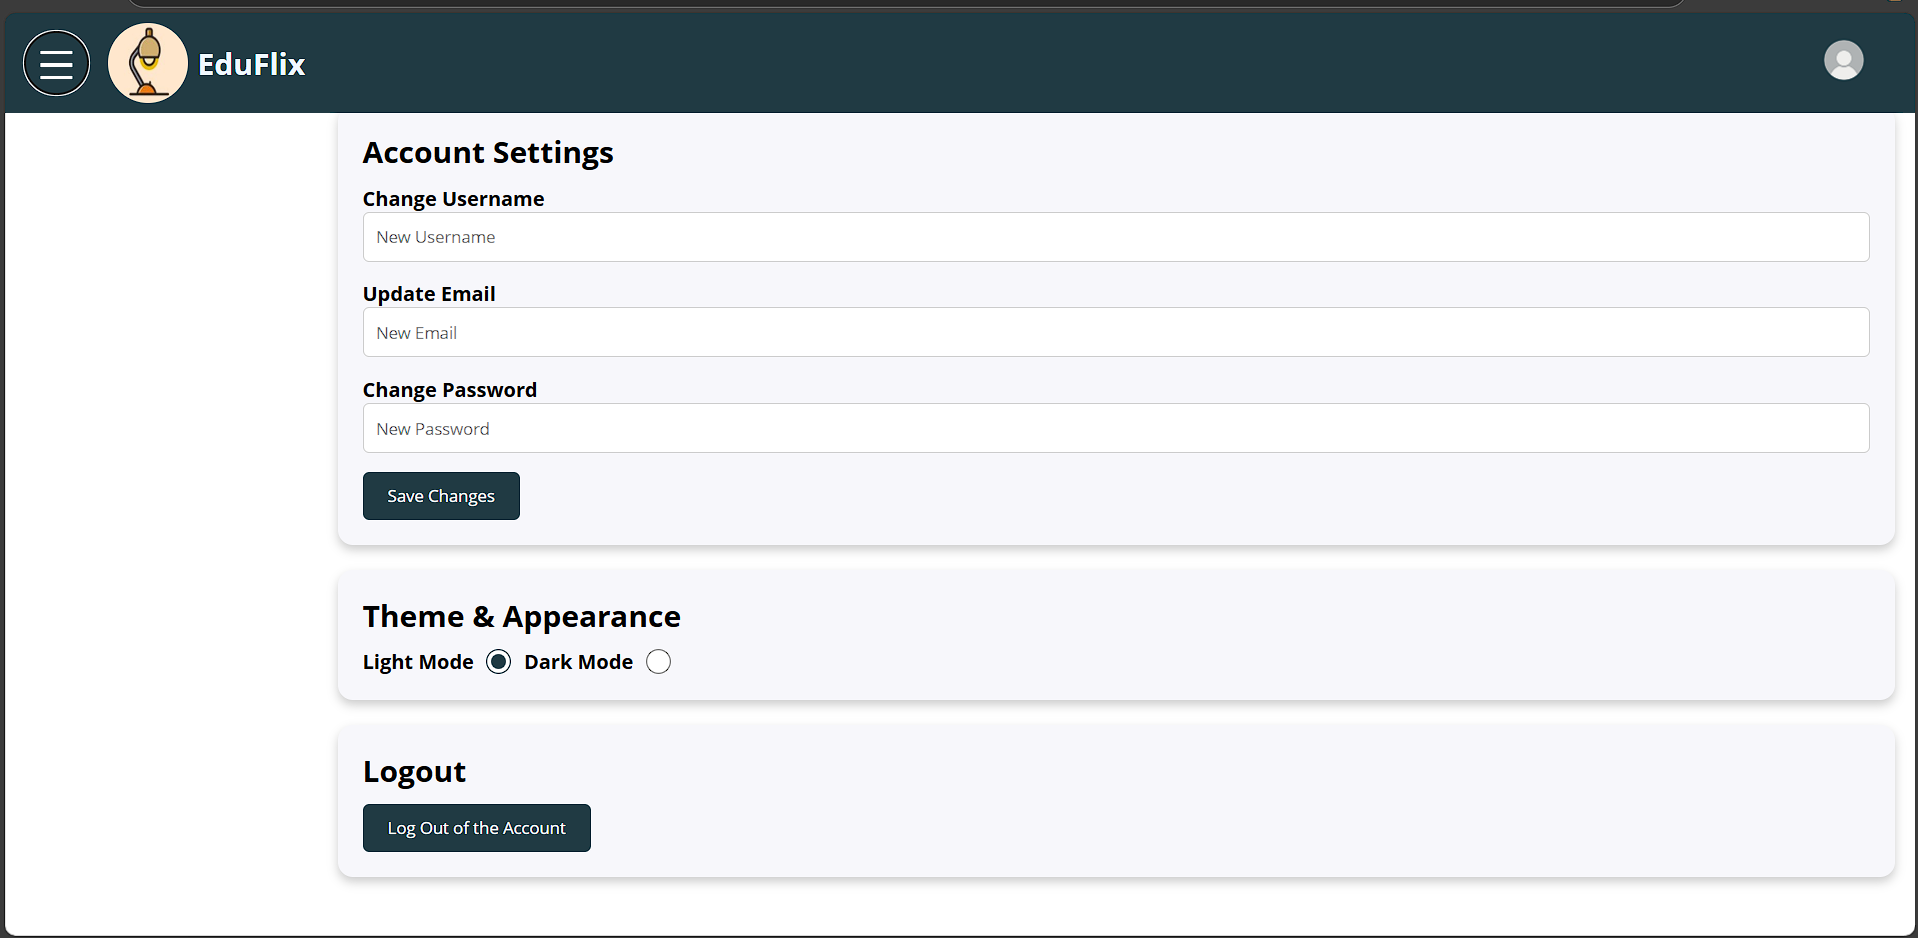 EduFlix
Account Settings
Change Username
New Username
Update Email
New Email
Change Password
New Password
Save Changes
Theme & Appearance
Light Mode Dark Mode
Logout
Log Out of the Account